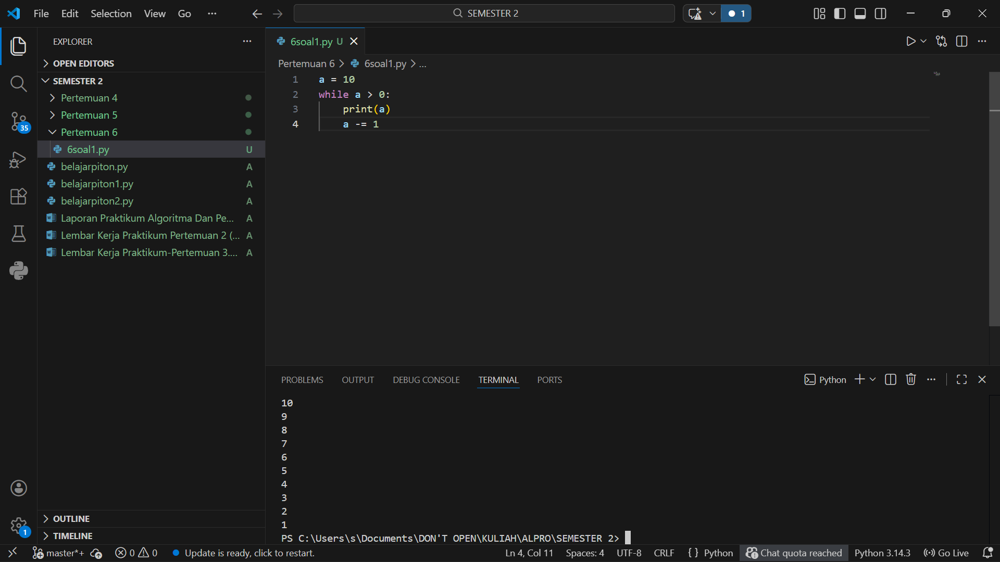 File Edit Selection View Go ··· SEMESTER 2 1
EXPLORER ···
OPEN EDITORS
SEMESTER 2
Pertemuan 4
Pertemuan 5
Pertemuan 6
6soal1.py U
belajarpiton.py A
belajarpiton1.py A
belajarpiton2.py A
Laporan Praktikum Algoritma Dan Pe... A
Lembar Kerja Praktikum Pertemuan 2 (... A
Lembar Kerja Praktikum-Pertemuan 3.... A
OUTLINE
TIMELINE
35
1
6soal1.py U
Pertemuan 6 > 6soal1.py > ...
1 a = 10
2 while a > 0:
3 print(a)
4 a -= 1
PROBLEMS OUTPUT DEBUG CONSOLE TERMINAL PORTS Python
10
9
8
7
6
5
4
3
2
1
PS C:\Users\s\Documents\DON'T OPEN\KULIAH\ALPRO\SEMESTER 2>
master*+ 0 0 Update is ready, click to restart. Ln 4, Col 11 Spaces: 4 UTF-8 CRLF { } Python Chat quota reached Python 3.14.3 Go Live